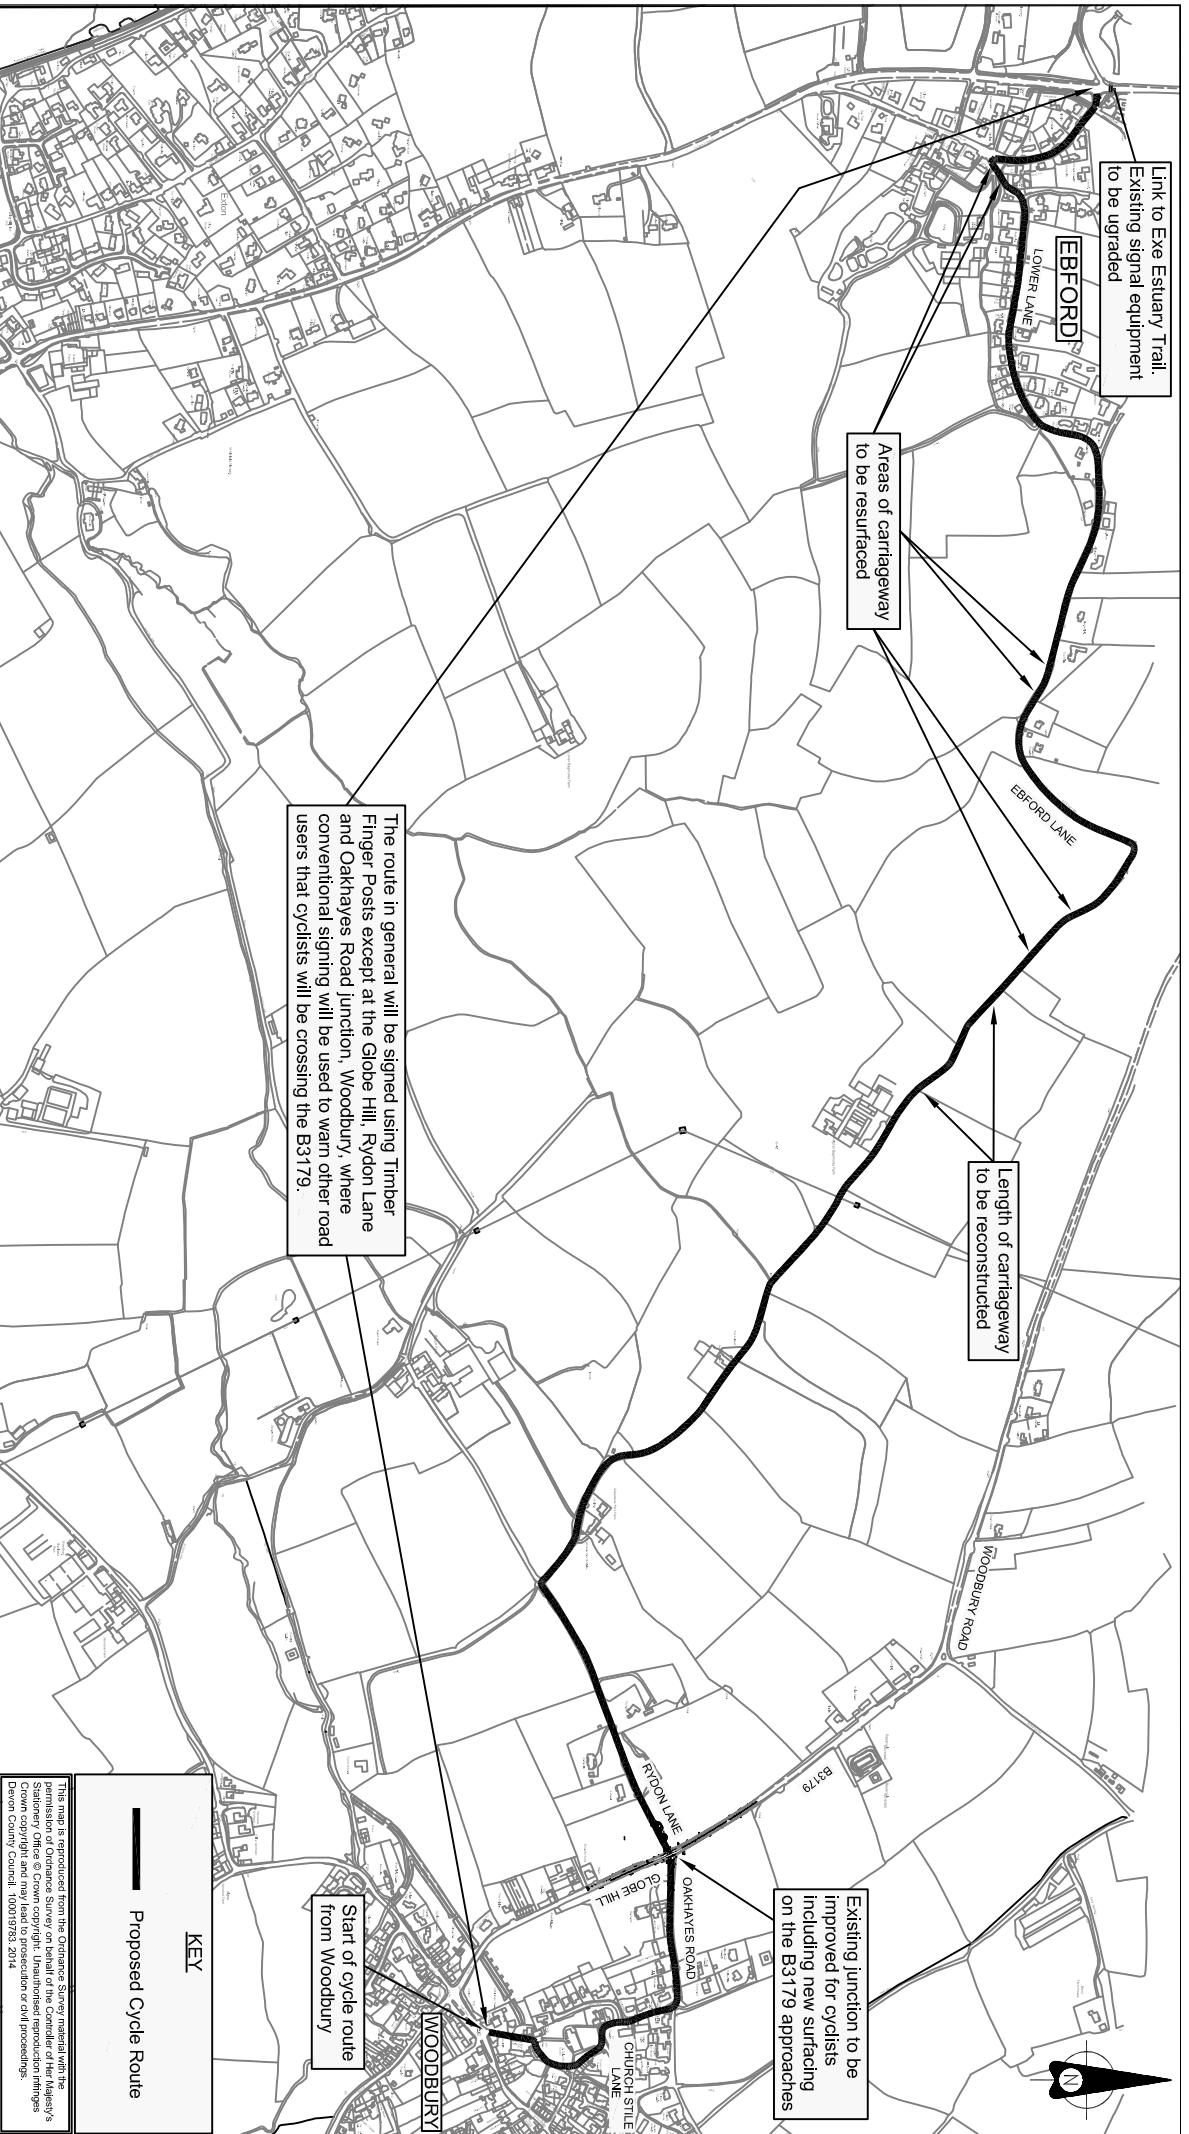 Link to Exe Estuary Trail.
Existing signal equipment
to be ugraded
EBFORD
LOWER LANE
Areas of carriageway
to be resurfaced
EBFORD LANE
Length of carriageway
to be reconstructed
WOODBURY ROAD
Exton
The route in general will be signed using Timber
Finger Posts except at the Globe Hill, Rydon Lane
and Oakhayes Road junction, Woodbury, where
conventional signing will be used to warn other road
users that cyclists will be crossing the B3179.
B3179
RYDON LANE
GLOBE HILL
OAKHAYES ROAD
Existing junction to be
improved for cyclists
including new surfacing
on the B3179 approaches
CHURCH STILE
LANE
WOODBURY
Start of cycle route
from Woodbury
N
KEY
Proposed Cycle Route
This map is reproduced from the Ordnance Survey material with the
permission of Ordnance Survey on behalf of the Controller of Her Majesty's
Stationery Office © Crown copyright. Unauthorised reproduction infringes
Crown copyright and may lead to prosecution or civil proceedings.
Devon County Council. 100019783. 2014